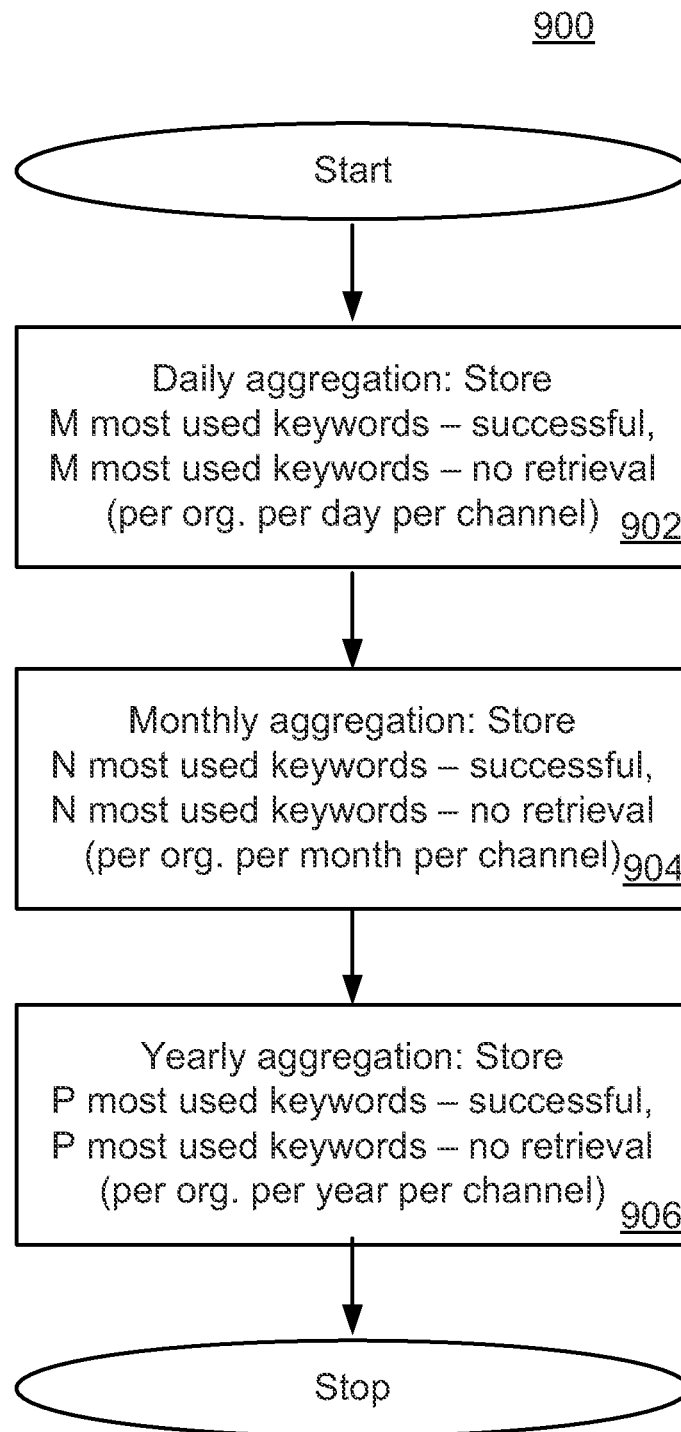 900
Start
Daily aggregation: Store
M most used keywords – successful,
M most used keywords – no retrieval
(per org. per day per channel)
902
Monthly aggregation: Store
N most used keywords – successful,
N most used keywords – no retrieval
(per org. per month per channel)
904
Yearly aggregation: Store
P most used keywords – successful,
P most used keywords – no retrieval
(per org. per year per channel)
906
Stop